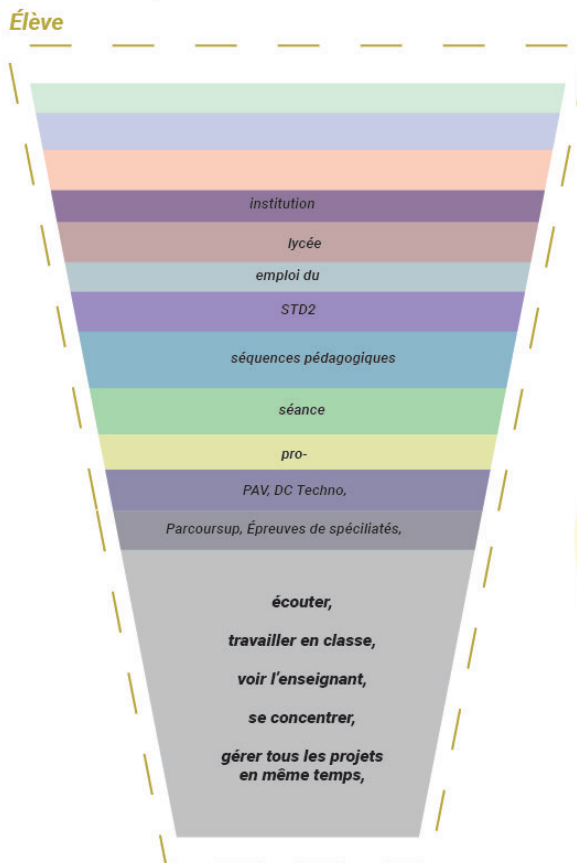 Élève
institution
lycée
emploi du
STD2
séquences pédagogiques
séance
pro-
PAV, DC Techno,
Parcoursup, Épreuves de spéciliatés,
écouter,
travailler en classe,
voir l'enseignant,
se concentrer,
gérer tous les projets
en même temps,